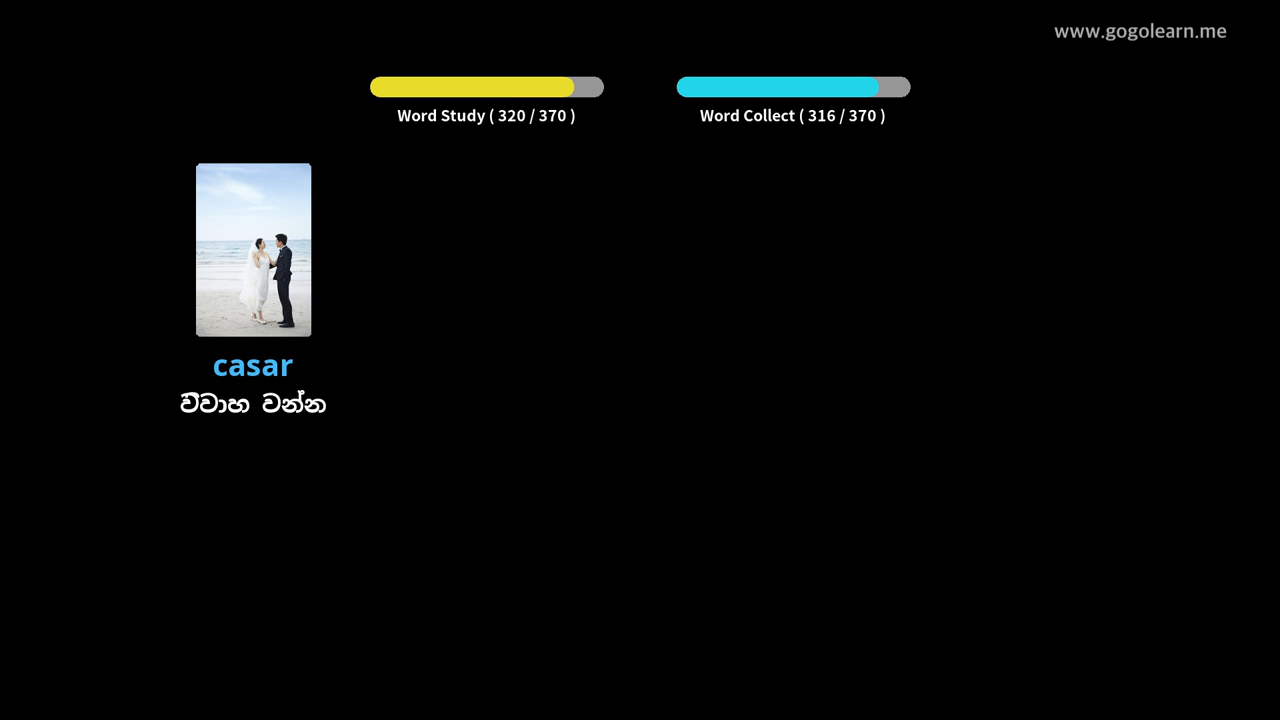 www.gogolearn.me
Word Study ( 320 / 370 )
Word Collect ( 316 / 370 )
casar
විවාහ වන්න